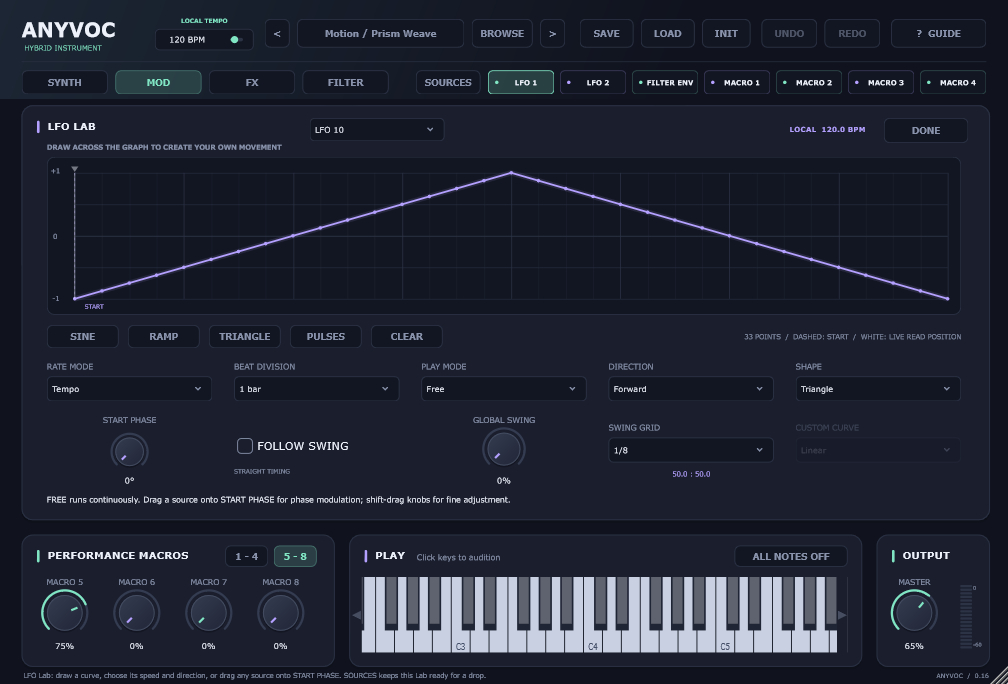 ANYVOC
HYBRID INSTRUMENT
LOCAL TEMPO
120 BPM
<
Motion / Prism Weave
BROWSE
>
SAVE
LOAD
INIT
UNDO
REDO
? GUIDE
SYNTH
MOD
FX
FILTER
SOURCES
LFO 1
LFO 2
FILTER ENV
MACRO 1
MACRO 2
MACRO 3
MACRO 4
LFO LAB
LFO 10
LOCAL 120.0 BPM
DONE
DRAW ACROSS THE GRAPH TO CREATE YOUR OWN MOVEMENT
+1
0
-1
START
SINE
RAMP
TRIANGLE
PULSES
CLEAR
33 POINTS / DASHED: START / WHITE: LIVE READ POSITION
RATE MODE
BEAT DIVISION
PLAY MODE
DIRECTION
SHAPE
Tempo
1 bar
Free
Forward
Triangle
START PHASE
GLOBAL SWING
SWING GRID
CUSTOM CURVE
FOLLOW SWING
1/8
Linear
STRAIGHT TIMING
50.0 : 50.0
0°
0%
FREE runs continuously. Drag a source onto START PHASE for phase modulation; shift-drag knobs for fine adjustment.
PERFORMANCE MACROS
1 - 4
5 - 8
MACRO 5
MACRO 6
MACRO 7
MACRO 8
75%
0%
0%
0%
PLAY
Click keys to audition
ALL NOTES OFF
C3
C4
C5
OUTPUT
MASTER
0
-60
65%
LFO Lab: draw a curve, choose its speed and direction, or drag any source onto START PHASE. SOURCES keeps this Lab ready for a drop.
ANYVOC / 0.16